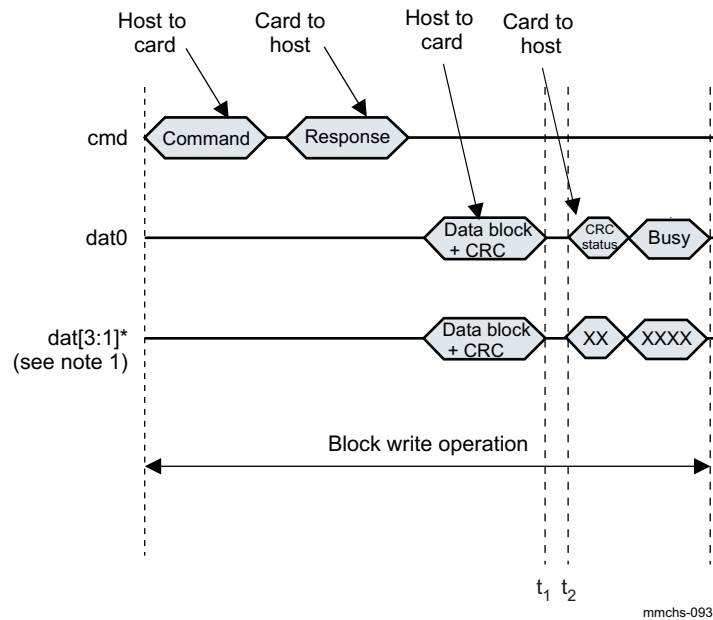 Host to
card
Card to
host
Host to
card
Card to
host
cmd
Command
Response
dat0
Data block
+ CRC
CRC
status
Busy
dat[3:1]*
(see note 1)
Data block
+ CRC
XX
XXXX
Block write operation
t1 t2
mmchs-093